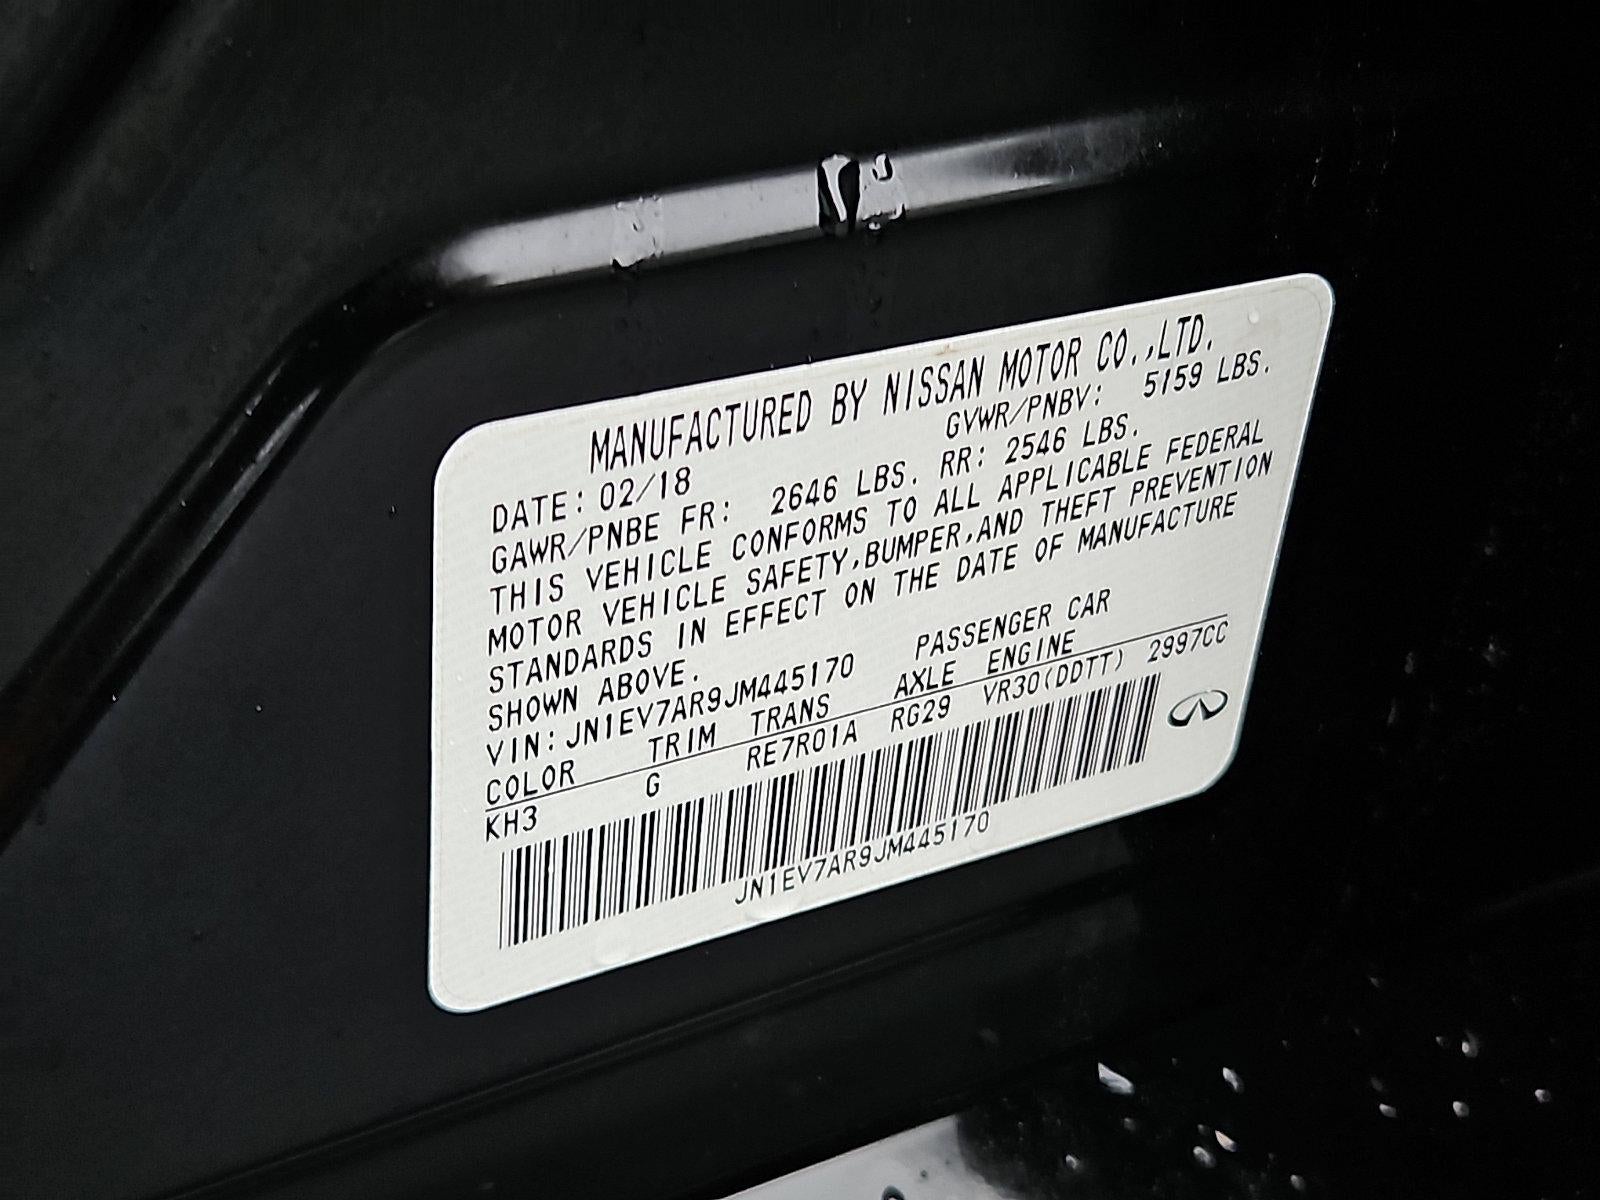 MANUFACTURED BY NISSAN MOTOR CO.,LTD.
DATE: 02/18 GVWR/PNBV: 5159 LBS.
GAWR/PNBE FR: 2646 LBS. RR: 2546 LBS.
THIS VEHICLE CONFORMS TO ALL APPLICABLE FEDERAL
MOTOR VEHICLE SAFETY,BUMPER,AND THEFT PREVENTION
STANDARDS IN EFFECT ON THE DATE OF MANUFACTURE
SHOWN ABOVE.
VIN: JN1EV7AR9JM445170 PASSENGER CAR
COLOR TRIM TRANS AXLE ENGINE
KH3 G RE7R01A RG29 VR30(DDTT) 2997CC
JN1EV7AR9JM445170